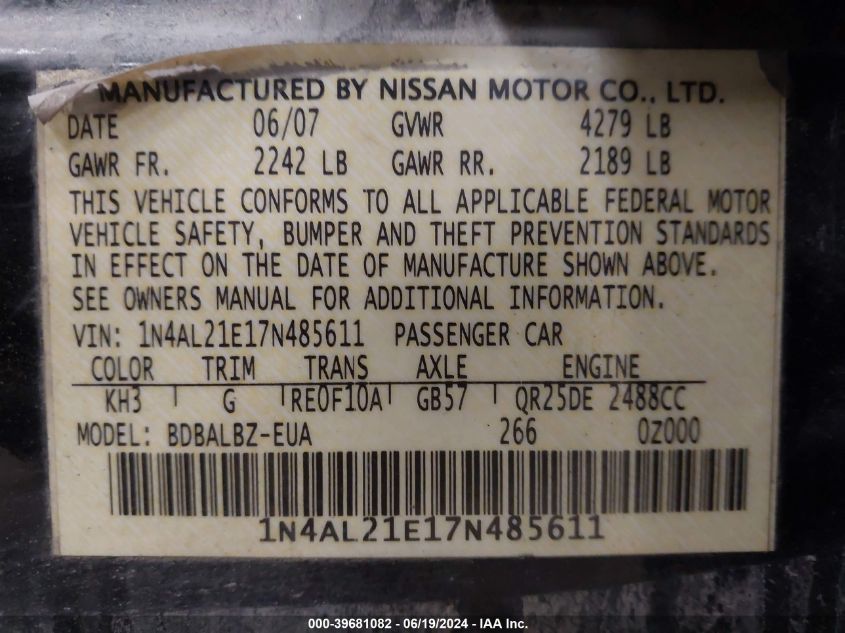 MANUFACTURED BY NISSAN MOTOR CO., LTD.
DATE 06/07 GVWR 4279 LB
GAWR FR. 2242 LB GAWR RR. 2189 LB
THIS VEHICLE CONFORMS TO ALL APPLICABLE FEDERAL MOTOR
VEHICLE SAFETY, BUMPER AND THEFT PREVENTION STANDARDS
IN EFFECT ON THE DATE OF MANUFACTURE SHOWN ABOVE.
SEE OWNERS MANUAL FOR ADDITIONAL INFORMATION.
VIN: 1N4AL21E17N485611 PASSENGER CAR
COLOR TRIM TRANS AXLE ENGINE
KH3 G RE0F10A GB57 QR25DE 2488CC
MODEL: BDBALBZ-EUA 266 0Z000
1N4AL21E17N485611
000-39681082 - 06/19/2024 - IAA Inc.